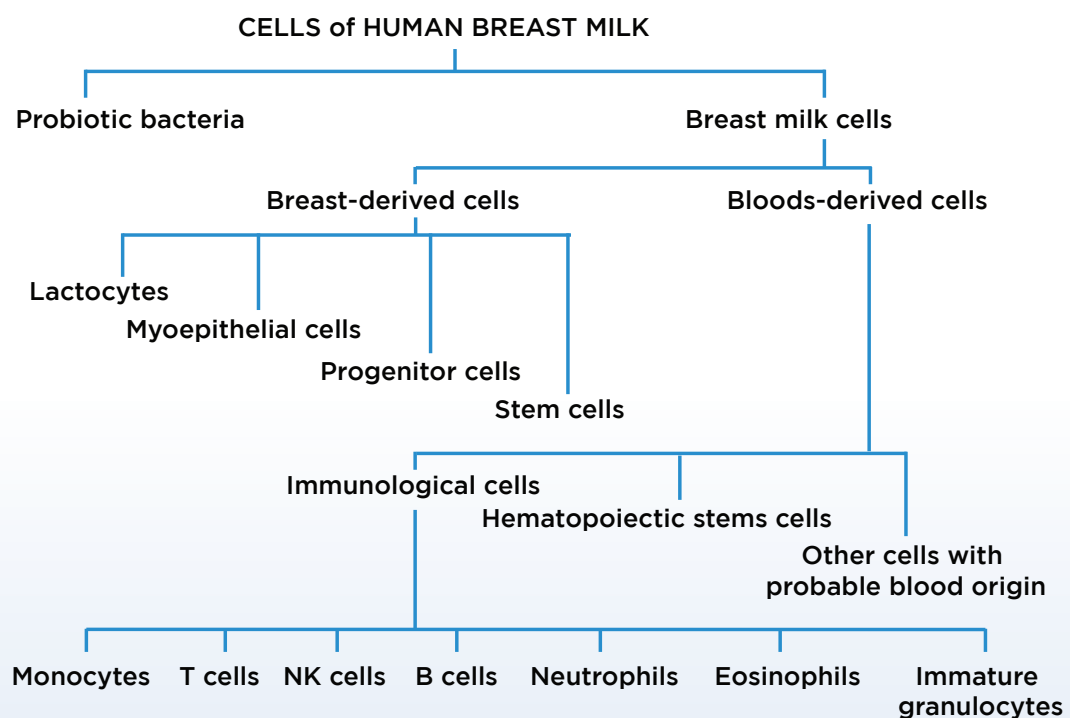 CELLS of HUMAN BREAST MILK
Probiotic bacteria
Breast milk cells
Breast-derived cells
Bloods-derived cells
Lactocytes
Myoepithelial cells
Progenitor cells
Stem cells
Immunological cells
Hematopoiectic stems cells
Other cells with
probable blood origin
Monocytes
T cells
NK cells
B cells
Neutrophils
Eosinophils
Immature
granulocytes